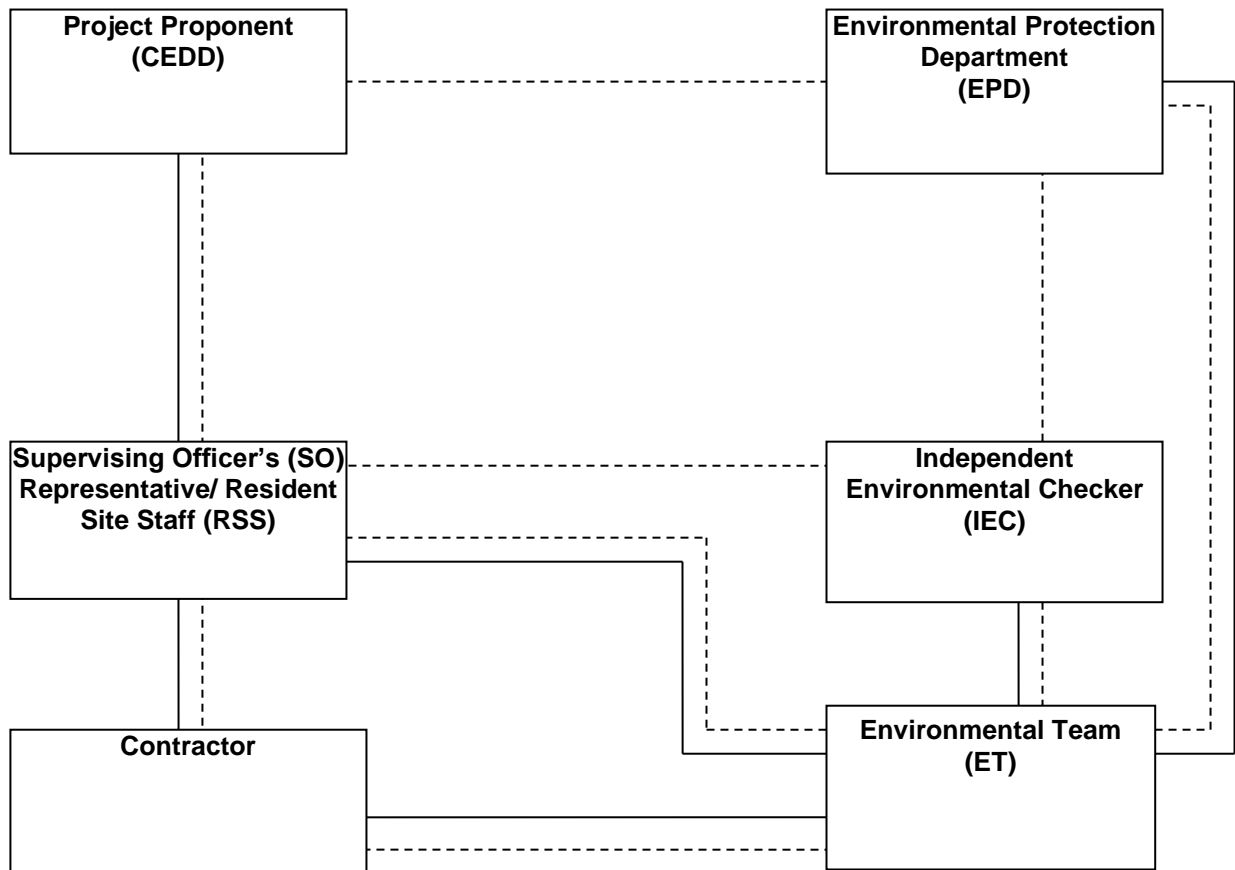 Project Proponent
(CEDD)
Environmental Protection
Department
(EPD)
Supervising Officer’s (SO)
Representative/ Resident
Site Staff (RSS)
Independent
Environmental Checker
(IEC)
Contractor
Environmental Team
(ET)